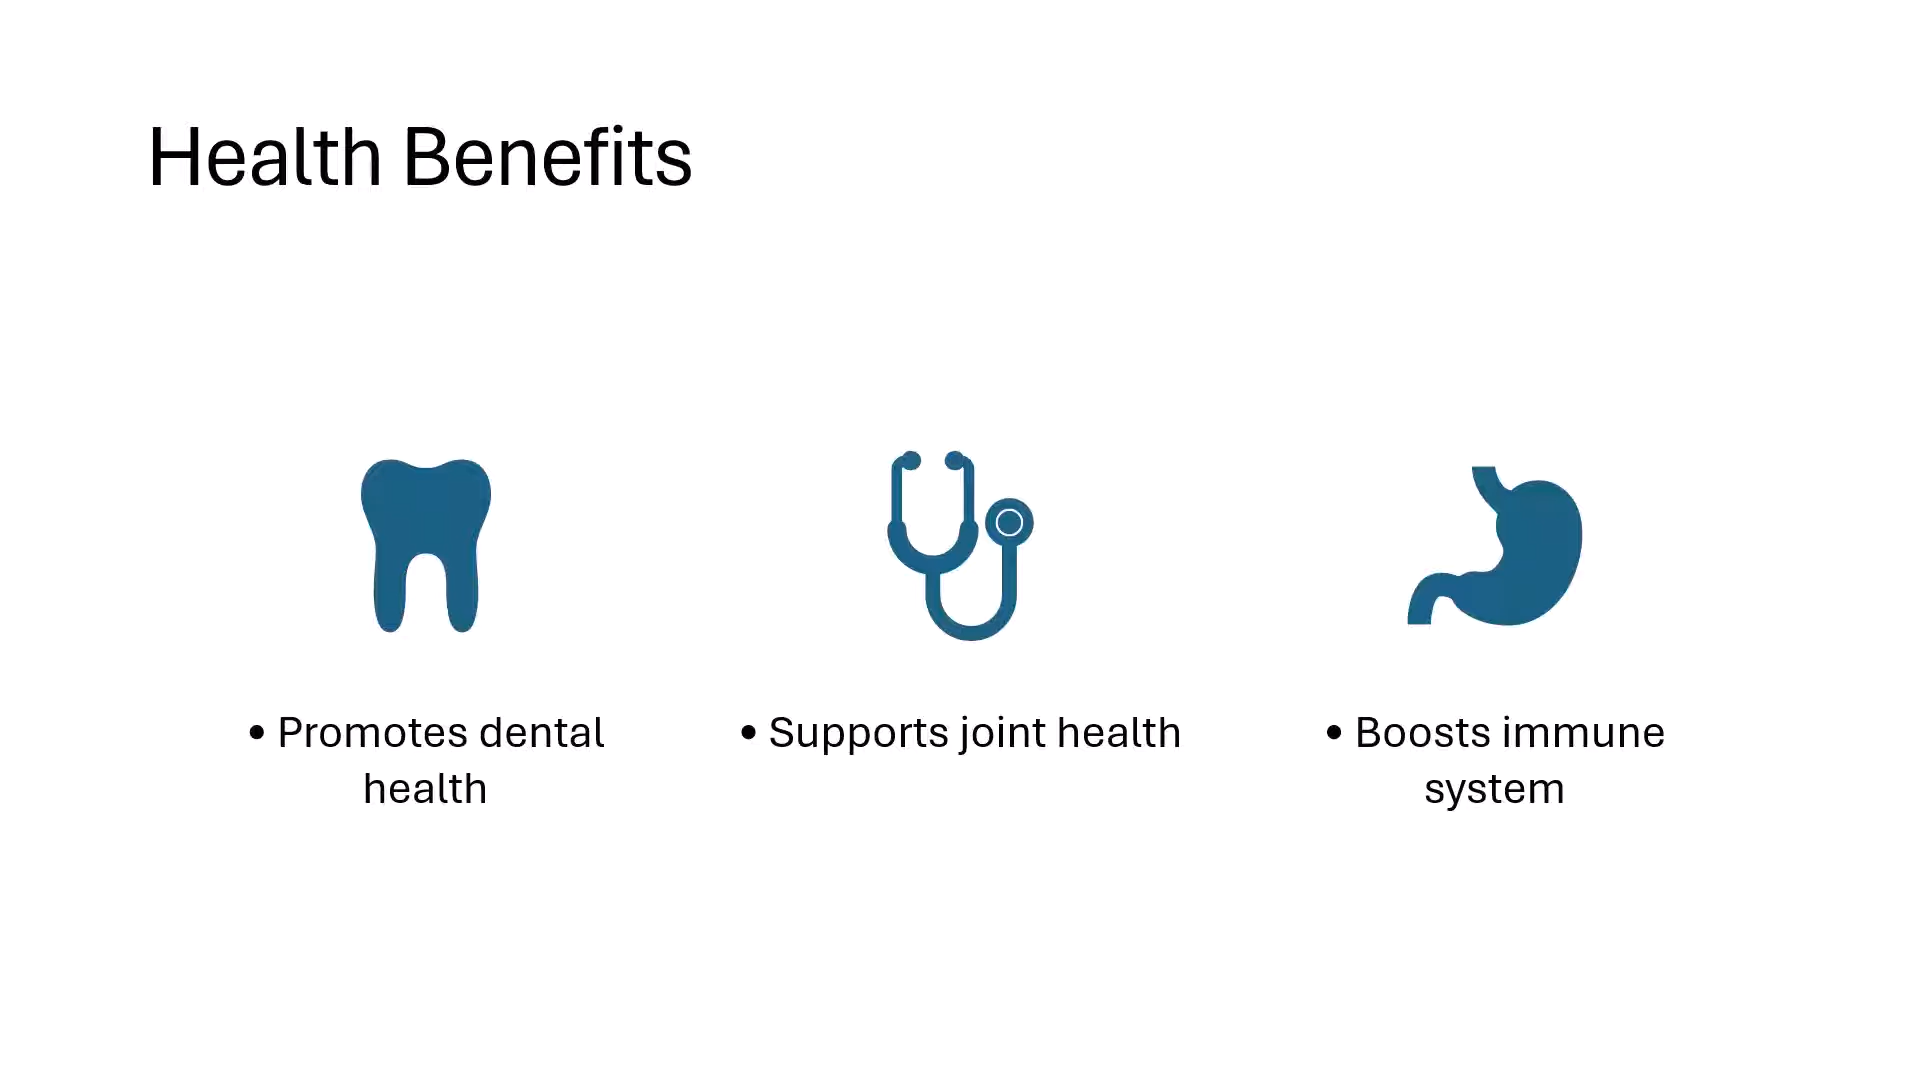 Health Benefits
• Promotes dental
health
• Supports joint health
• Boosts immune
system